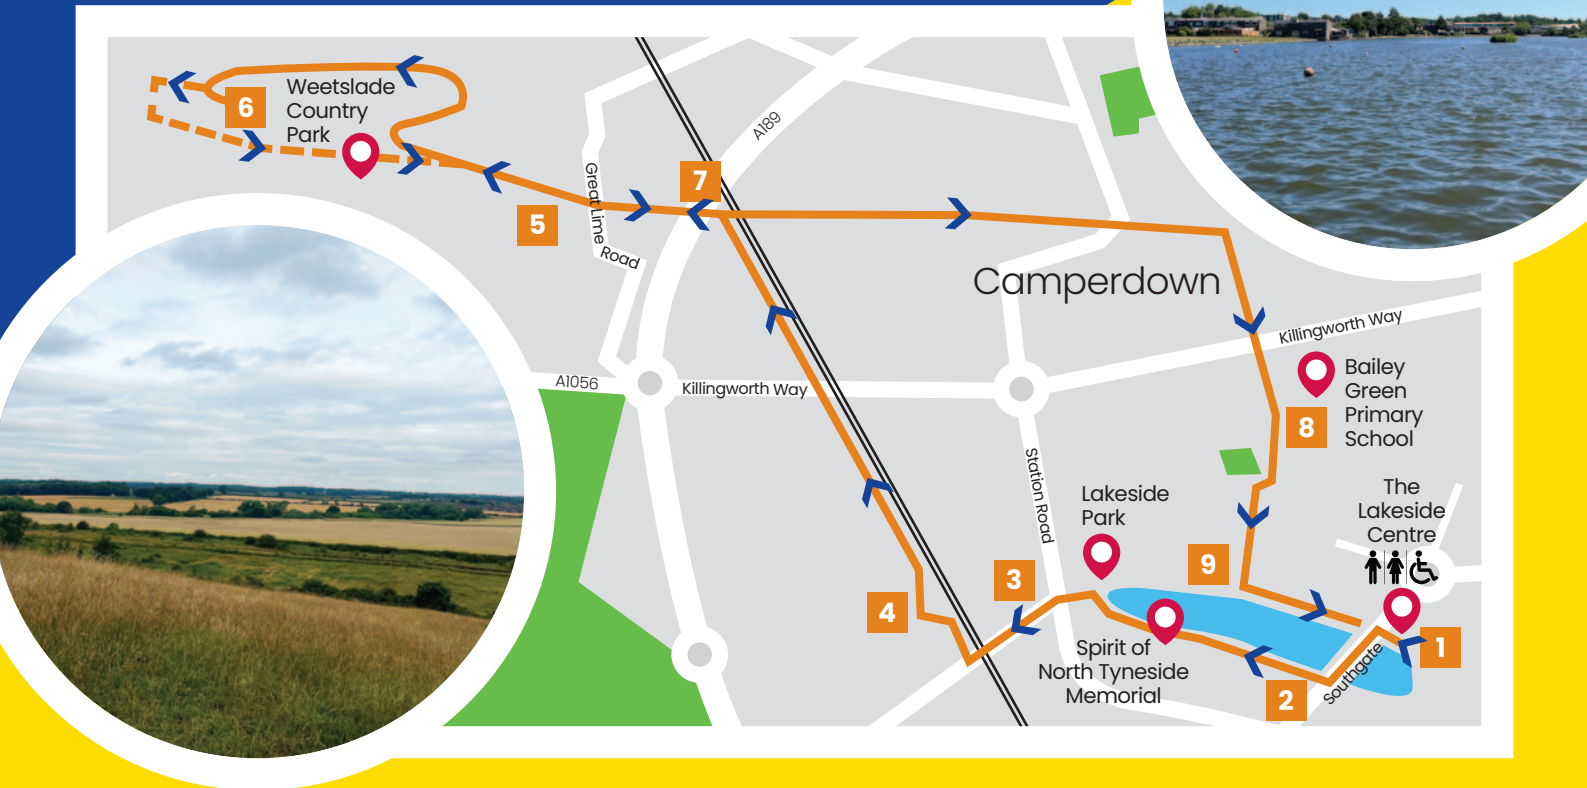 6
Weetslade
Country
Park
A189
7
Great Lime
Road
5
Camperdown
Killingworth Way
A1056
Killingworth Way
Bailey
Green
Primary
School
8
Station Road
Lakeside
Park
The
Lakeside
Centre
9
3
4
Spirit of
North Tyneside
Memorial
1
Southgate
2